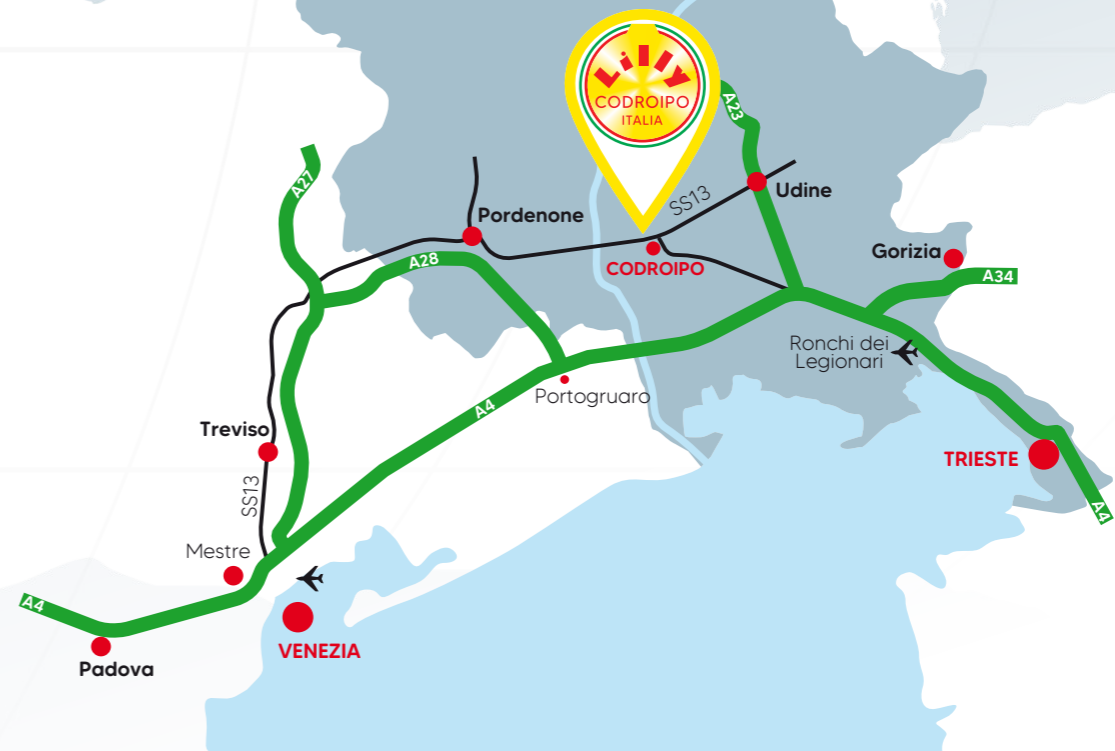 Lilly
CODROIPO
ITALIA
A23
A27
SS13
Udine
Pordenone
Gorizia
A28
CODROIPO
A34
Ronchi dei
Legionari
Portogruaro
A4
Treviso
TRIESTE
SS13
A4
Mestre
A4
VENEZIA
Padova